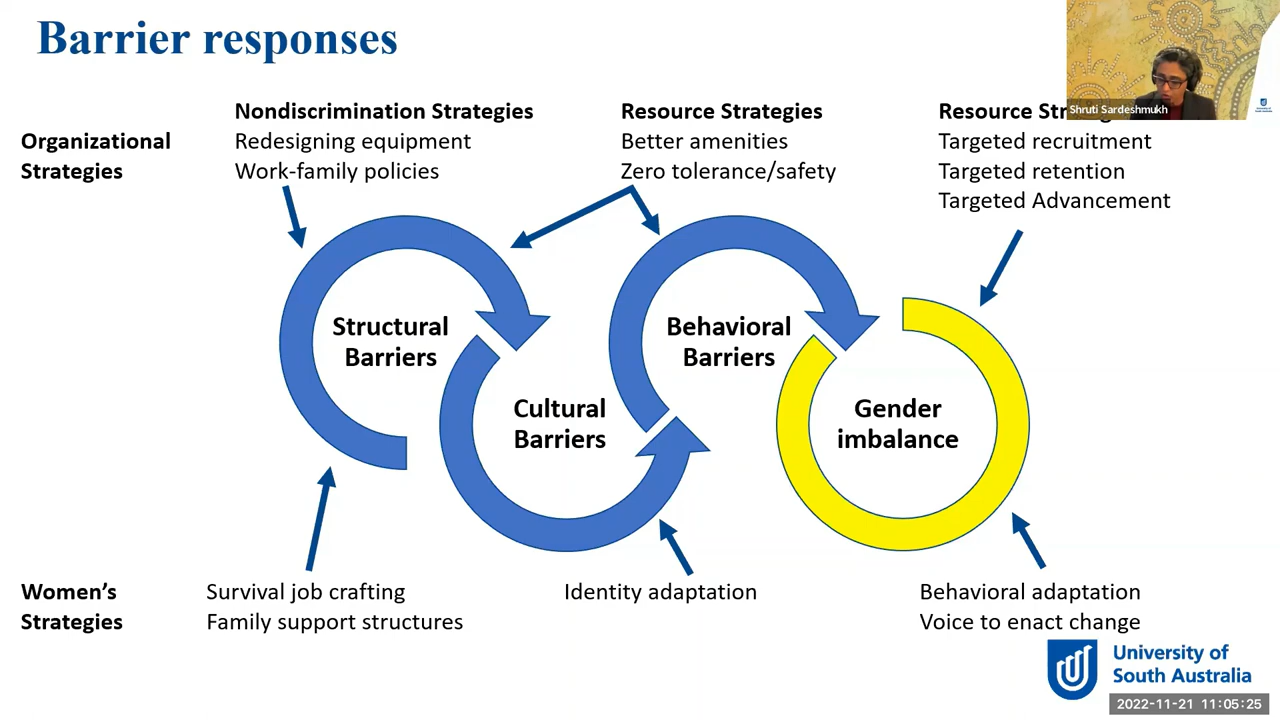 Barrier responses
Shruti Sardeshmukh
Nondiscrimination Strategies
Resource Strategies
Resource
Organizational
Strategies
Redesigning equipment
Work-family policies
Better amenities
Zero tolerance/safety
Targeted recruitment
Targeted retention
Targeted Advancement
Structural
Barriers
Cultural
Barriers
Behavioral
Barriers
Gender
imbalance
Women’s
Strategies
Survival job crafting
Family support structures
Identity adaptation
Behavioral adaptation
Voice to enact change
University of
South Australia
2022-11-21 11:05:25